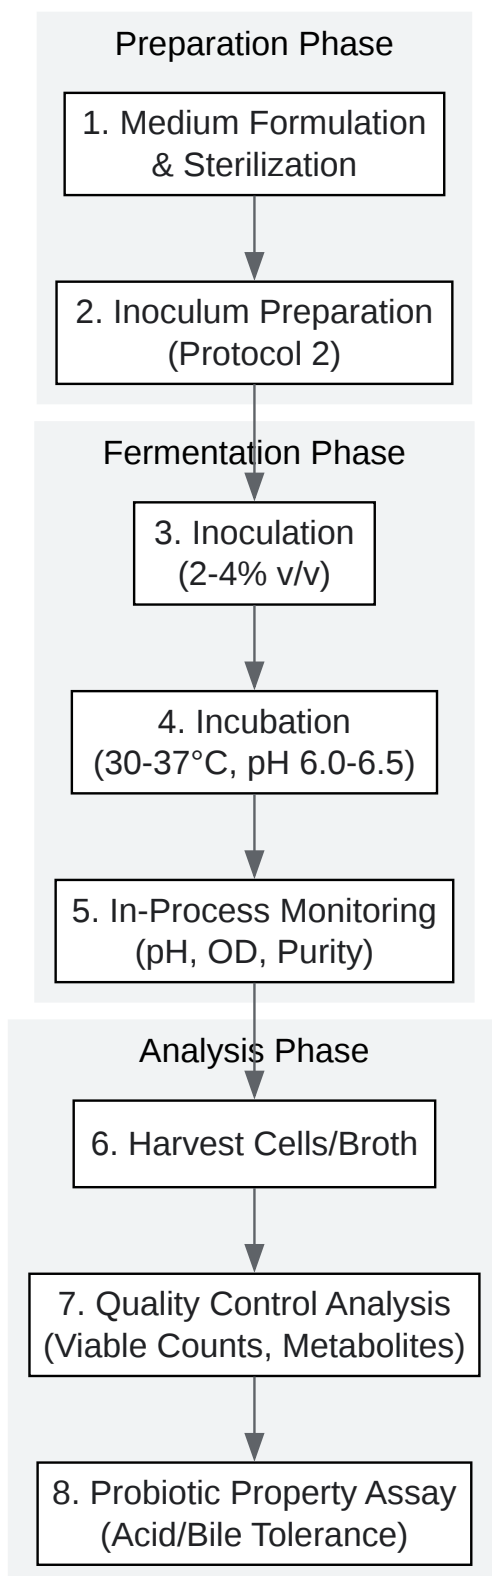 Preparation Phase
1. Medium Formulation
& Sterilization
2. Inoculum Preparation
(Protocol 2)
Fermentation Phase
3. Inoculation
(2-4% v/v)
4. Incubation
(30-37°C, pH 6.0-6.5)
5. In-Process Monitoring
(pH, OD, Purity)
Analysis Phase
6. Harvest Cells/Broth
7. Quality Control Analysis
(Viable Counts, Metabolites)
8. Probiotic Property Assay
(Acid/Bile Tolerance)